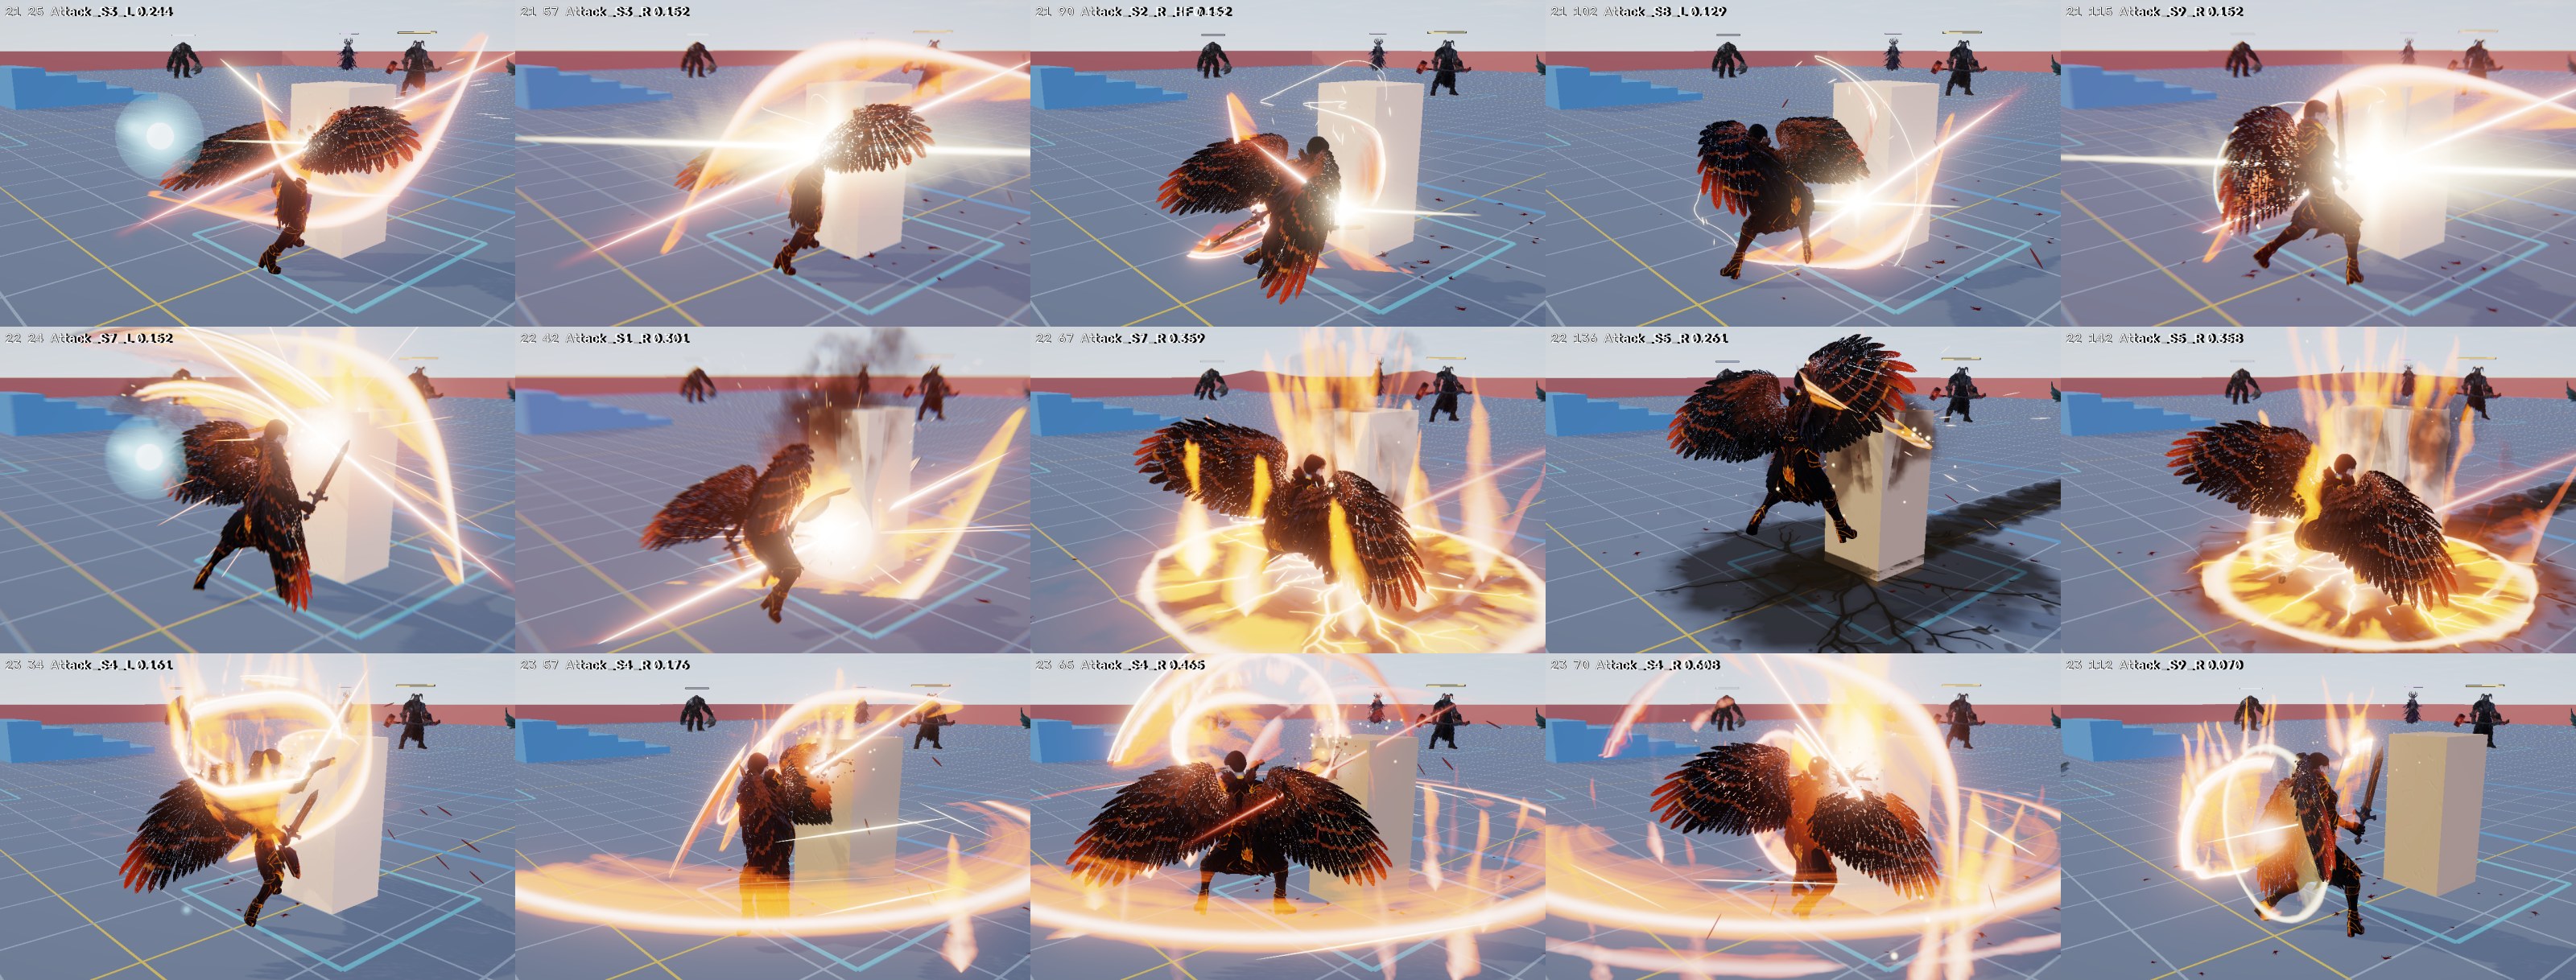 21 25 Attack_S3_L 0.244
21 57 Attack_S3_R 0.152
21 90 Attack_S2_R_HF 0.152
21 102 Attack_S8_L 0.129
21 115 Attack_S9_R 0.152
22 24 Attack_S7_L 0.152
22 42 Attack_S1_R 0.301
22 67 Attack_S7_R 0.359
22 136 Attack_S5_R 0.261
22 142 Attack_S5_R 0.358
23 34 Attack_S4_L 0.161
23 57 Attack_S4_R 0.176
23 65 Attack_S4_R 0.465
23 70 Attack_S4_R 0.608
23 112 Attack_S9_R 0.070